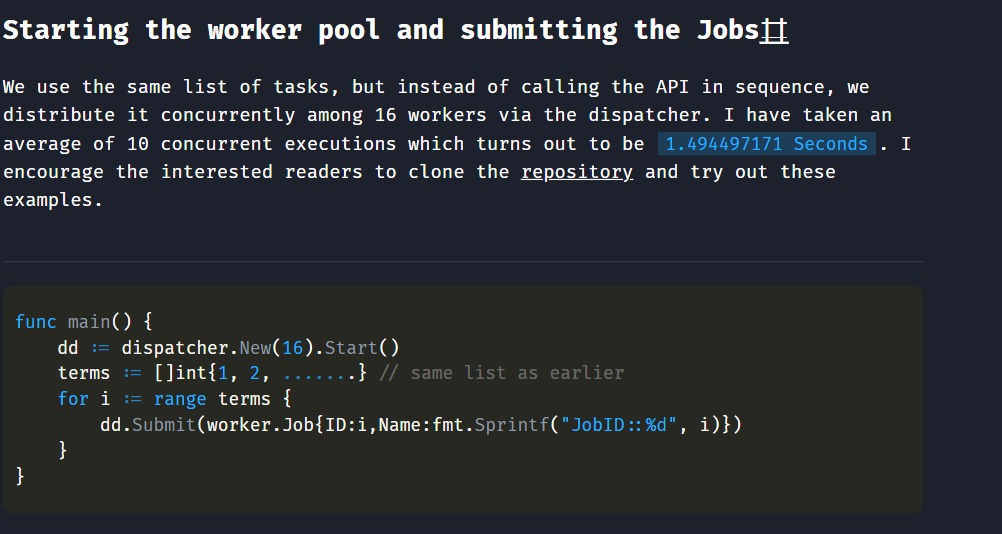 Starting the worker pool and submitting the Jobs#
We use the same list of tasks, but instead of calling the API in sequence, we
distribute it concurrently among 16 workers via the dispatcher. I have taken an
average of 10 concurrent executions which turns out to be 1.494497171 Seconds . I
encourage the interested readers to clone the repository and try out these
examples.
func main() {
    dd := dispatcher.New(16).Start()
    terms := []int{1, 2, .......} // same list as earlier
    for i := range terms {
        dd.Submit(worker.Job{ID:i,Name:fmt.Sprintf("JobID::%d", i)})
    }
}